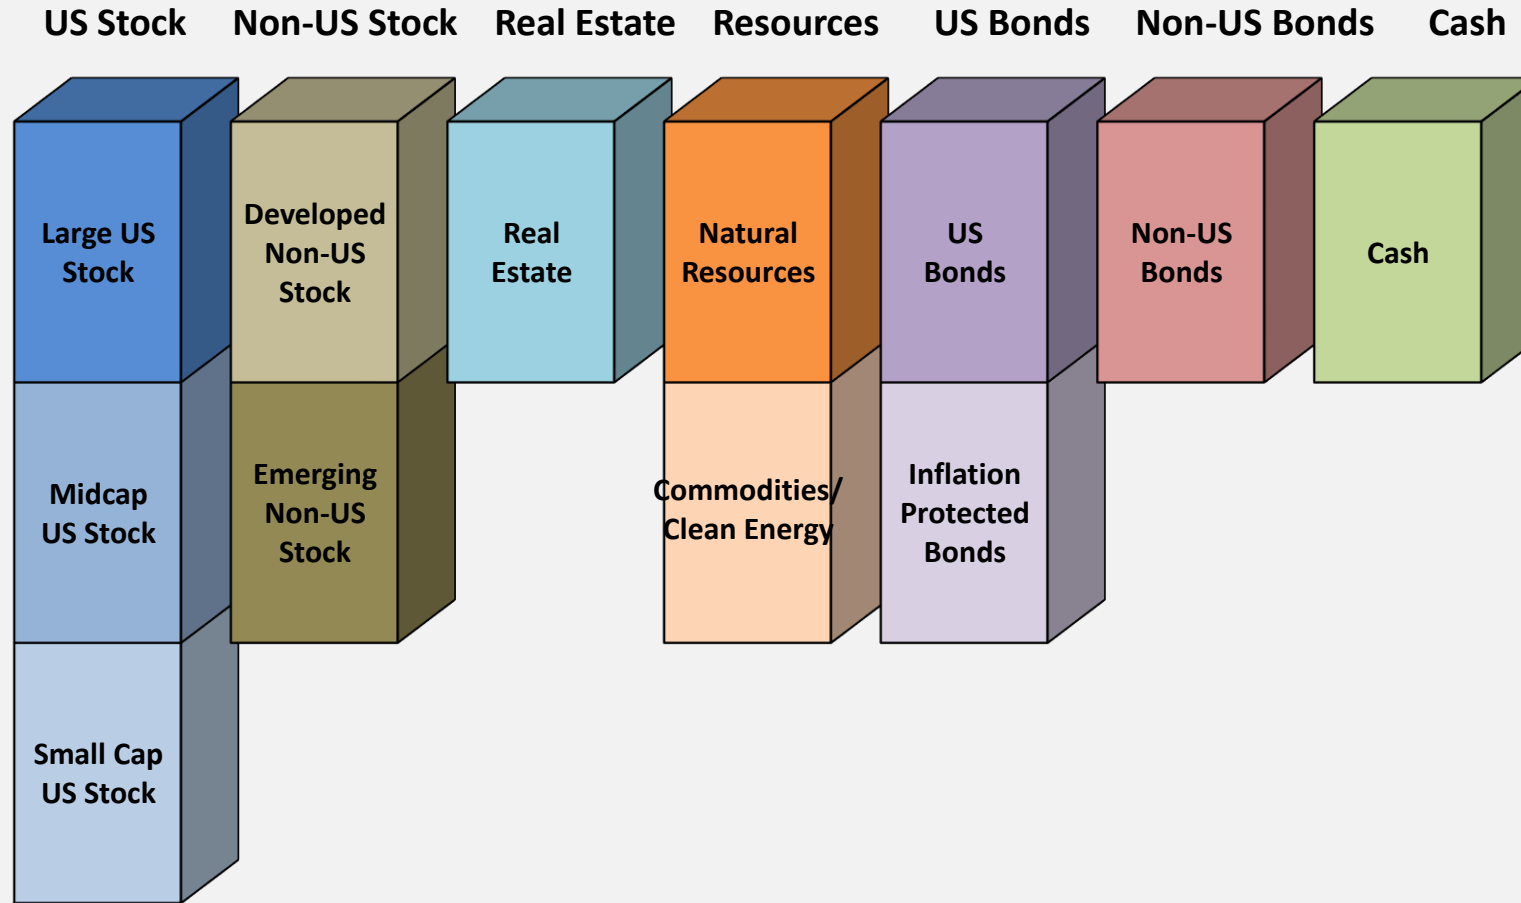 US Stock Non-US Stock Real Estate Resources US Bonds Non-US Bonds Cash
Large US
Stock
Developed
Non-US
Stock
Real
Estate
Natural
Resources
US
Bonds
Non-US
Bonds
Cash
Midcap
US Stock
Emerging
Non-US
Stock
Commodities/
Clean Energy
Inflation
Protected
Bonds
Small Cap
US Stock